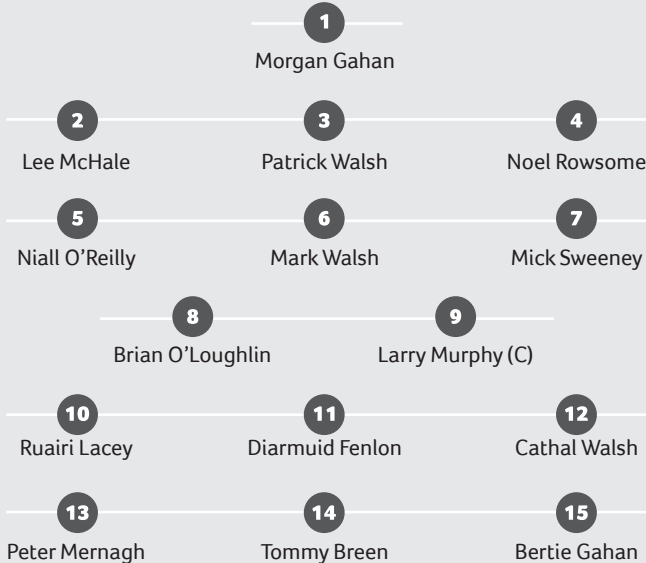 1
Morgan Gahan
2 3 4
Lee McHale Patrick Walsh Noel Rowsome
5 6 7
Niall O’Reilly Mark Walsh Mick Sweeney
8 9
Brian O’Loughlin Larry Murphy (C)
10 11 12
Ruairi Lacey Diarmuid Fenlon Cathal Walsh
13 14 15
Peter Mernagh Tommy Breen Bertie Gahan